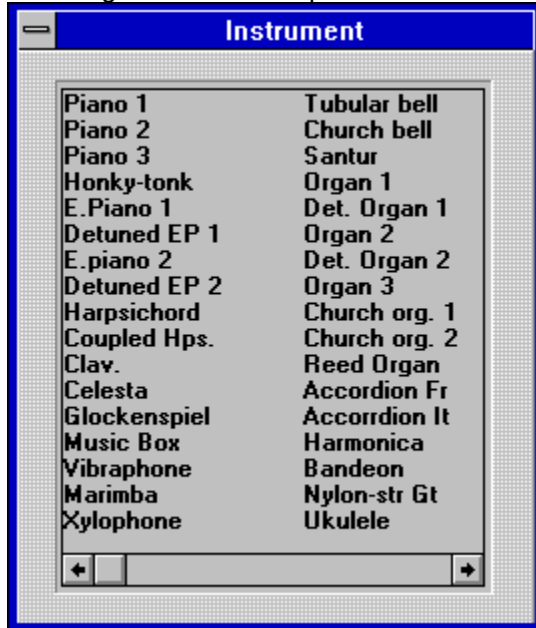 Instrument
Piano 1
Piano 2
Piano 3
Honky-tonk
E.Piano 1
Detuned EP 1
E.piano 2
Detuned EP 2
Harpsichord
Coupled Hps.
Clav.
Celesta
Glockenspiel
Music Box
Vibraphone
Marimba
Xylophone
Tubular bell
Church bell
Santur
Organ 1
Det. Organ 1
Organ 2
Det. Organ 2
Organ 3
Church org. 1
Church org. 2
Reed Organ
Accordion Fr
Accorrdion It
Harmonica
Bandeon
Nylon-str Gt
Ukulele